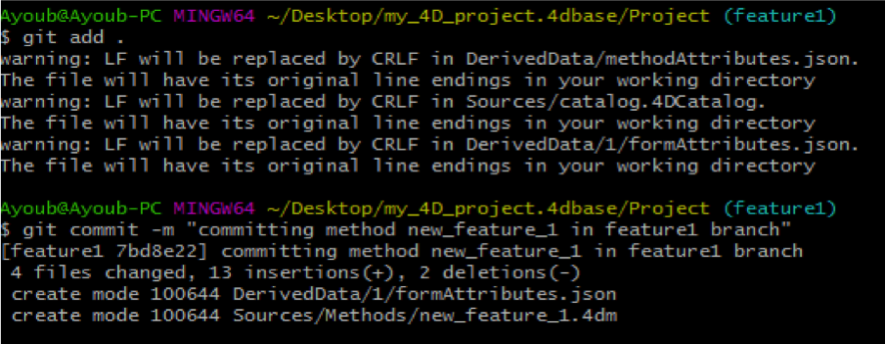 Ayoub@Ayoub-PC MINGW64 ~/Desktop/my_4D_project.4dbase/Project (feature1)
$ git add .
warning: LF will be replaced by CRLF in DerivedData/methodAttributes.json.
The file will have its original line endings in your working directory
warning: LF will be replaced by CRLF in Sources/catalog.4DCatalog.
The file will have its original line endings in your working directory
warning: LF will be replaced by CRLF in DerivedData/1/formAttributes.json.
The file will have its original line endings in your working directory
Ayoub@Ayoub-PC MINGW64 ~/Desktop/my_4D_project.4dbase/Project (feature1)
$ git commit -m "committing method new_feature_1 in feature1 branch"
[feature1 7bd8e22] committing method new_feature_1 in feature1 branch
4 files changed, 13 insertions(+), 2 deletions(-)
create mode 100644 DerivedData/1/formAttributes.json
create mode 100644 Sources/Methods/new_feature_1.4dm